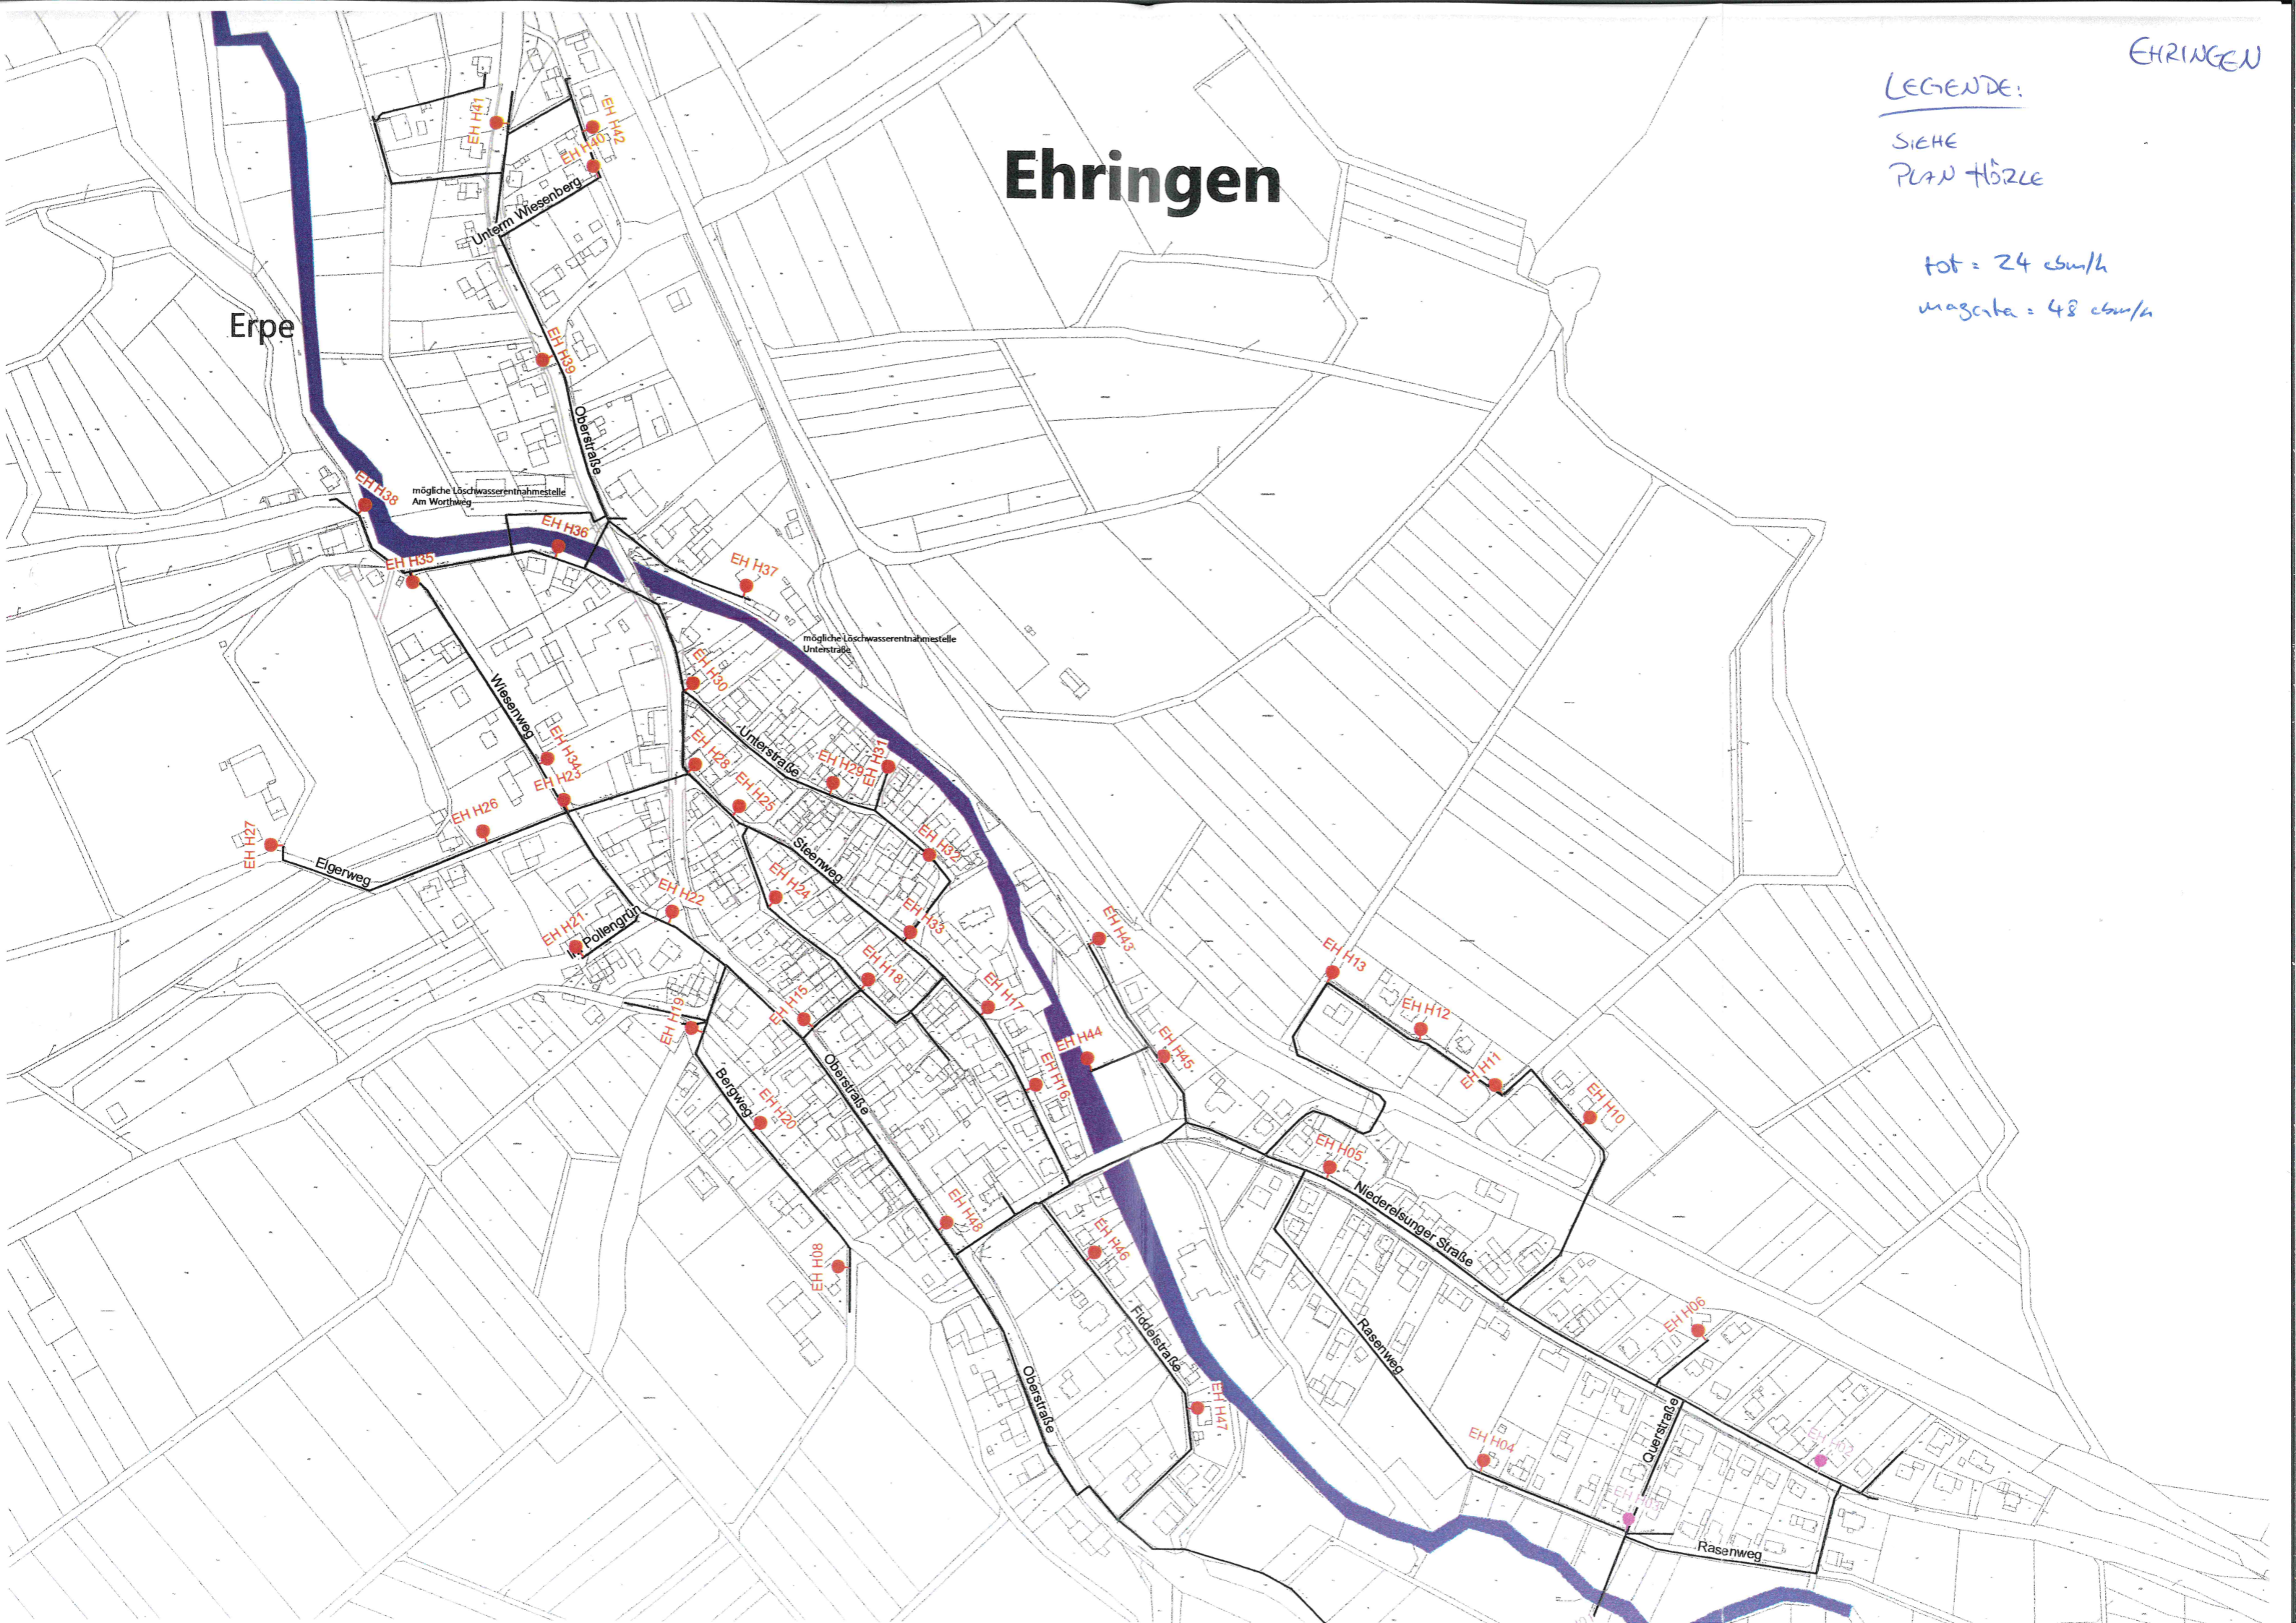 EHRINGEN
LEGENDE:
SIEHE
PLAN HÖRLE
rot = 24 cbm/h
magenta = 48 cbm/h
Ehringen
Erpe
EH H41
EH H42
EH H40
Unterm Wiesenberg
EH H39
Oberstraße
EH H38
mögliche Löschwasserentnahmestelle
Am Worthweg
EH H36
EH H35
EH H37
mögliche Löschwasserentnahmestelle
Unterstraße
EH H30
Wiesenweg
Unterstraße
EH H34
EH H28
EH H29
EH H31
EH H23
EH H25
EH H26
EH H27
Elgerweg
Steenweg
EH H32
EH H24
EH H22
EH H21
Pollengrün
EH H33
EH H43
EH H13
EH H18
EH H17
EH H15
EH H19
EH H12
EH H44
EH H45
EH H11
EH H16
EH H10
Bergweg
EH H20
Oberstraße
EH H05
Niederelsunger Straße
EH H48
EH H46
EH H08
Fiddelstraße
Rasenweg
EH H06
Oberstraße
EH H47
EH H04
Querstraße
EH H02
EH H03
Rasenweg